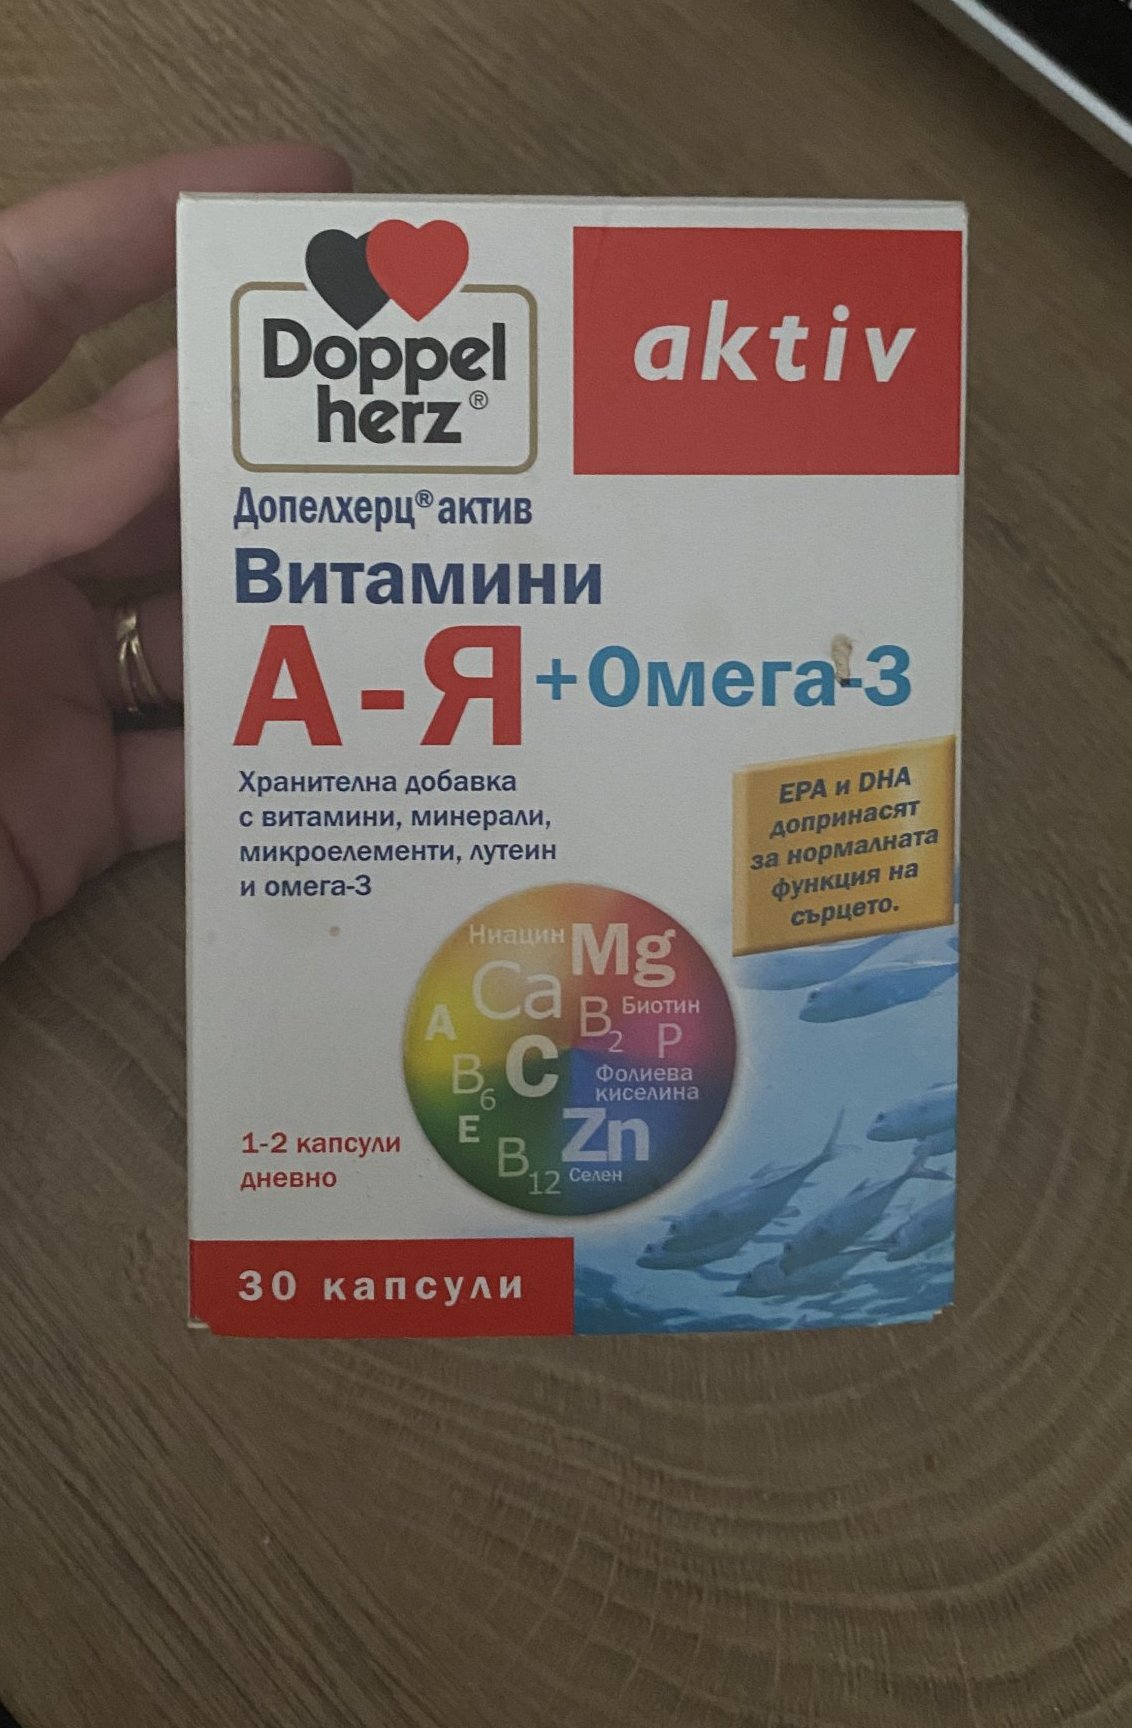 Doppel
herz®
aktiv
Допелхерц® актив
Витамини
А-Я + Омега-3
Хранителна добавка
с витамини, минерали,
микроелементи, лутеин
и омега-3
EPA и DHA
допринасят
за нормалната
функция на
сърцето.
Ниацин Mg
Ca
A B2 Биотин
P
B6 C Фолиева
киселина
E Zn
B12 Селен
1-2 капсули
дневно
30 капсули